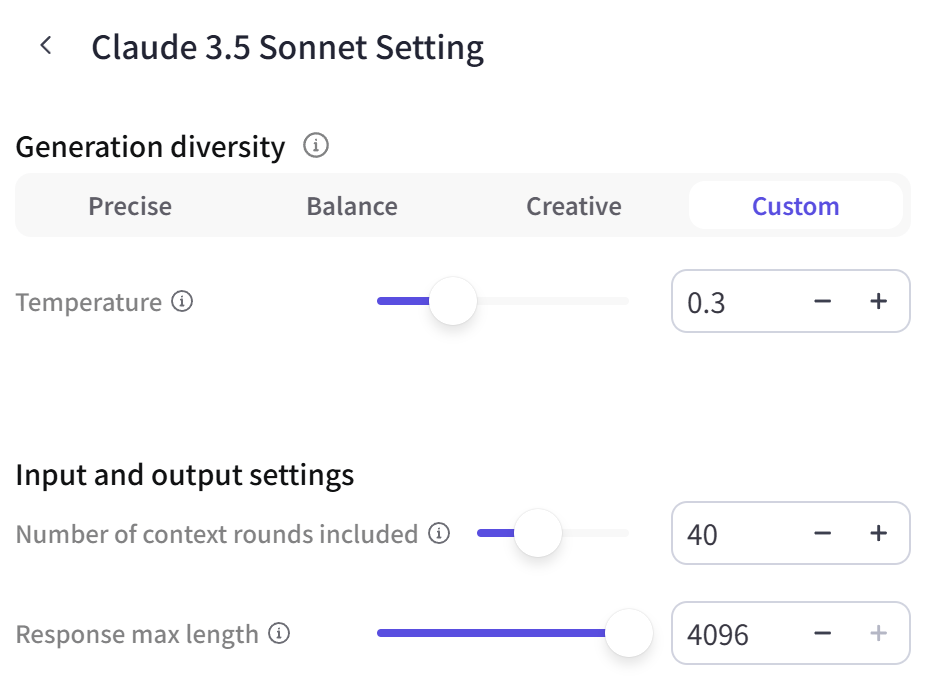 Claude 3.5 Sonnet Setting
Generation diversity
Precise Balance Creative Custom
Temperature 0.3
Input and output settings
Number of context rounds included 40
Response max length 4096